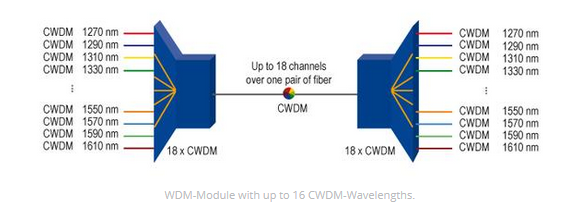 CWDM 1270 nm
CWDM 1290 nm
CWDM 1310 nm
CWDM 1330 nm
CWDM 1550 nm
CWDM 1570 nm
CWDM 1590 nm
CWDM 1610 nm
18 x CWDM
Up to 18 channels
over one pair of fiber
CWDM
18 x CWDM
CWDM 1270 nm
CWDM 1290 nm
CWDM 1310 nm
CWDM 1330 nm
CWDM 1550 nm
CWDM 1570 nm
CWDM 1590 nm
CWDM 1610 nm
WDM-Module with up to 16 CWDM-Wavelengths.